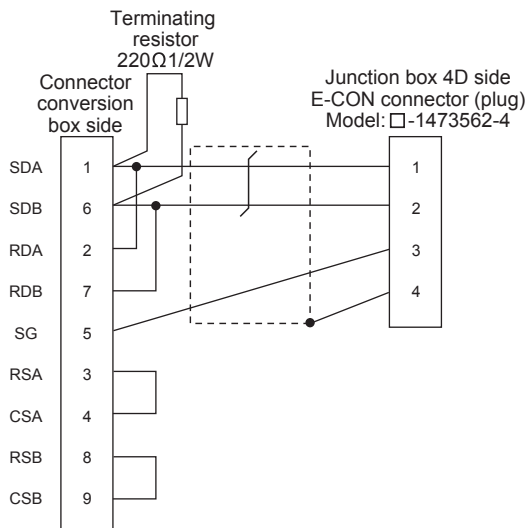 Terminating
resistor
220Ω1/2W
Connector
conversion
box side
Junction box 4D side
E-CON connector (plug)
Model: □-1473562-4
SDA 1
SDB 6
RDA 2
RDB 7
SG 5
RSA 3
CSA 4
RSB 8
CSB 9
1
2
3
4